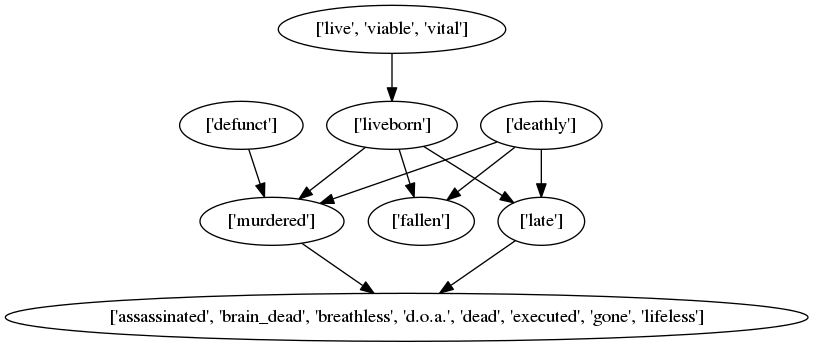 ['live', 'viable', 'vital']
['defunct']
['liveborn']
['deathly']
['murdered']
['fallen']
['late']
['assassinated', 'brain_dead', 'breathless', 'd.o.a.', 'dead', 'executed', 'gone', 'lifeless']